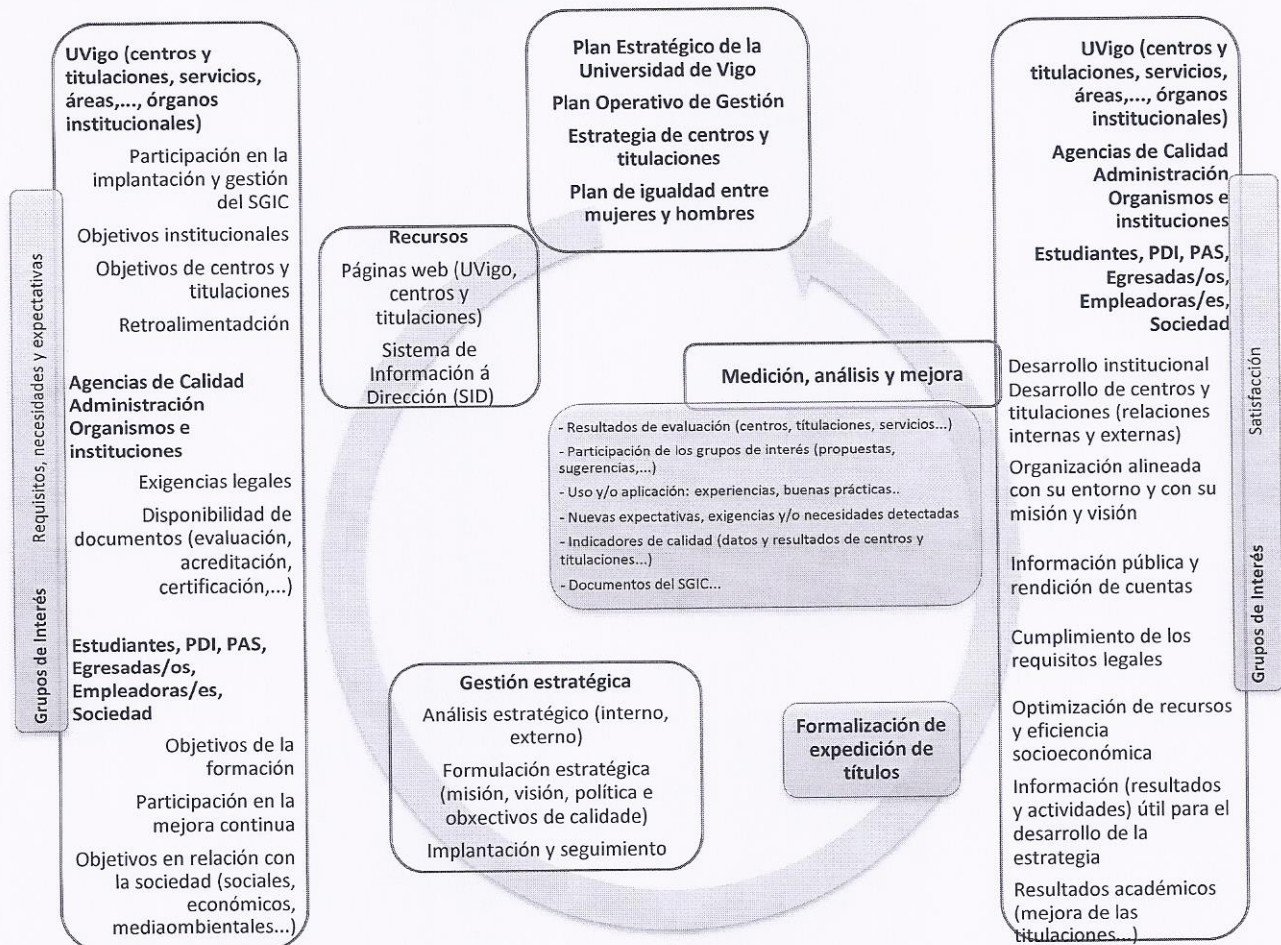 Requisitos, necesidades y expectativas
Grupos de Interés
UVigo (centros y
titulaciones, servicios,
áreas,..., órganos
institucionales)
Participación en la
implantación y gestión
del SGIC
Objetivos institucionales
Objetivos de centros y
titulaciones
Retroalimentadción
Agencias de Calidad
Administración
Organismos e
instituciones
Exigencias legales
Disponibilidad de
documentos (evaluación,
acreditación,
certificación,...)
Estudiantes, PDI, PAS,
Egresadas/os,
Empleadoras/es,
Sociedad
Objetivos de la
formación
Participación en la
mejora continua
Objetivos en relación con
la sociedad (sociales,
económicos,
mediaombientales...)
Plan Estratégico de la
Universidad de Vigo
Plan Operativo de Gestión
Estrategia de centros y
titulaciones
Plan de igualdad entre
mujeres y hombres
Recursos
Páginas web (UVigo,
centros y
titulaciones)
Sistema de
Información á
Dirección (SID)
Medición, análisis y mejora
- Resultados de evaluación (centros, titulaciones, servicios...)
- Participación de los grupos de interés (propuestas,
sugerencias,...)
- Uso y/o aplicación: experiencias, buenas prácticas..
- Nuevas expectativas, exigencias y/o necesidades detectadas
- Indicadores de calidad (datos y resultados de centros y
titulaciones...)
- Documentos del SGIC...
Gestión estratégica
Análisis estratégico (interno,
externo)
Formulación estratégica
(misión, visión, política e
obxectivos de calidade)
Implantación y seguimiento
Formalización de
expedición de
títulos
UVigo (centros y
titulaciones, servicios,
áreas,..., órganos
institucionales)
Agencias de Calidad
Administración
Organismos e
instituciones
Estudiantes, PDI, PAS,
Egresadas/os,
Empleadoras/es,
Sociedad
Desarrollo institucional
Desarrollo de centros y
titulaciones (relaciones
internas y externas)
Organización alineada
con su entorno y con su
misión y visión
Información pública y
rendición de cuentas
Cumplimiento de los
requisitos legales
Optimización de recursos
y eficiencia
socioeconómica
Información (resultados
y actividades) útil para el
desarrollo de la
estrategia
Resultados académicos
(mejora de las
titulaciones...)
Satisfacción
Grupos de Interés